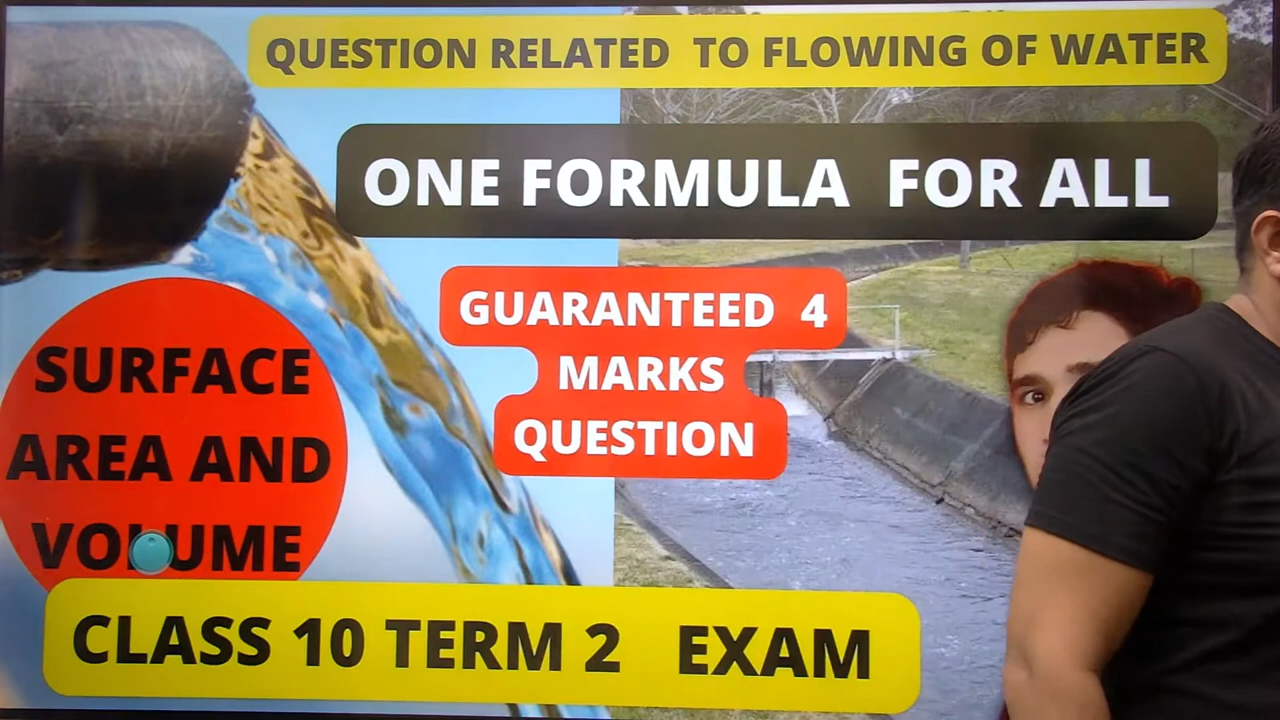 QUESTION RELATED TO FLOWING OF WATER
ONE FORMULA FOR ALL
GUARANTEED 4
MARKS
QUESTION
SURFACE
AREA AND
VOLUME
CLASS 10 TERM 2 EXAM